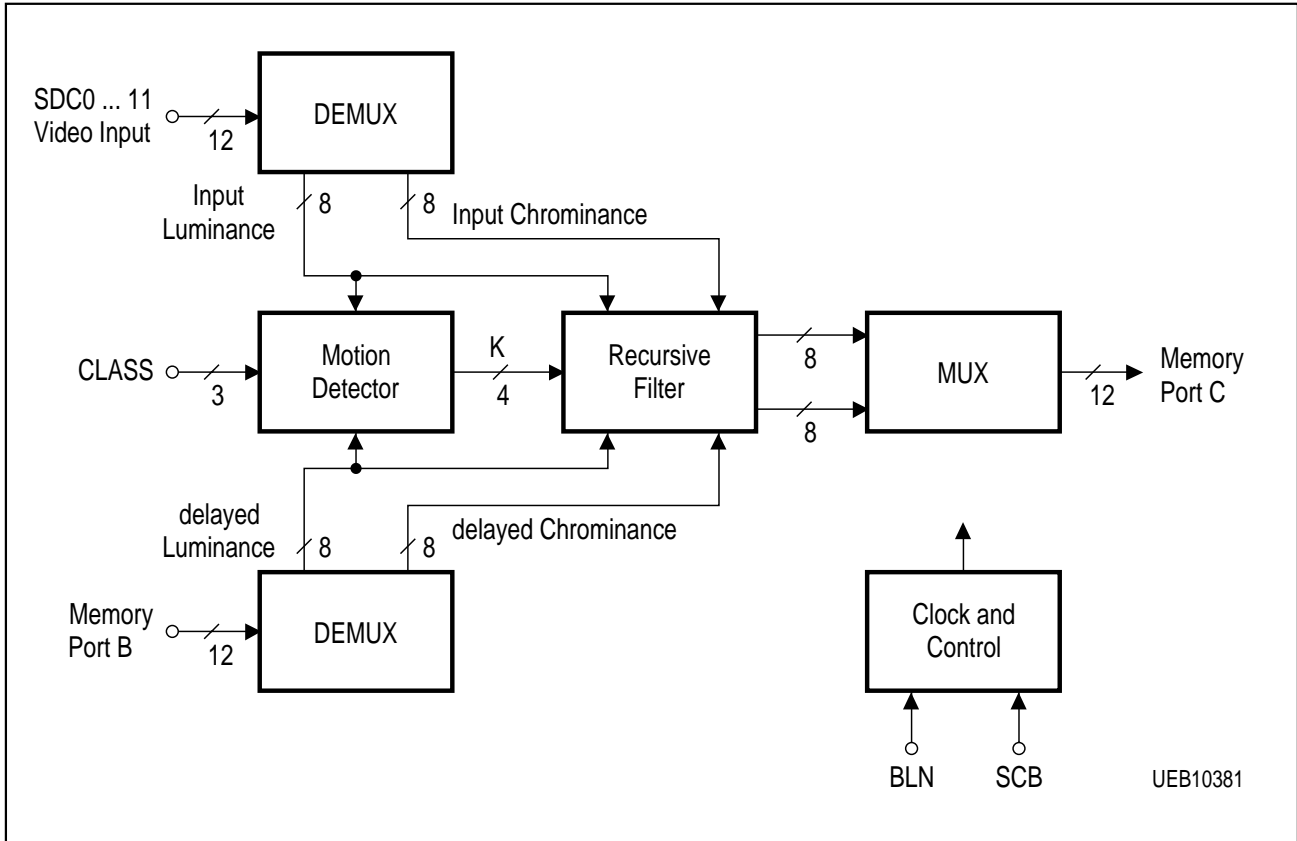 SDC0 ... 11
Video Input
12
DEMUX
Input
Luminance
8
8
Input Chrominance
CLASS
3
Motion
Detector
K
4
Recursive
Filter
8
8
MUX
12
Memory
Port C
delayed
Luminance
8
8
delayed Chrominance
Memory
Port B
12
DEMUX
Clock and
Control
BLN
SCB
UEB10381